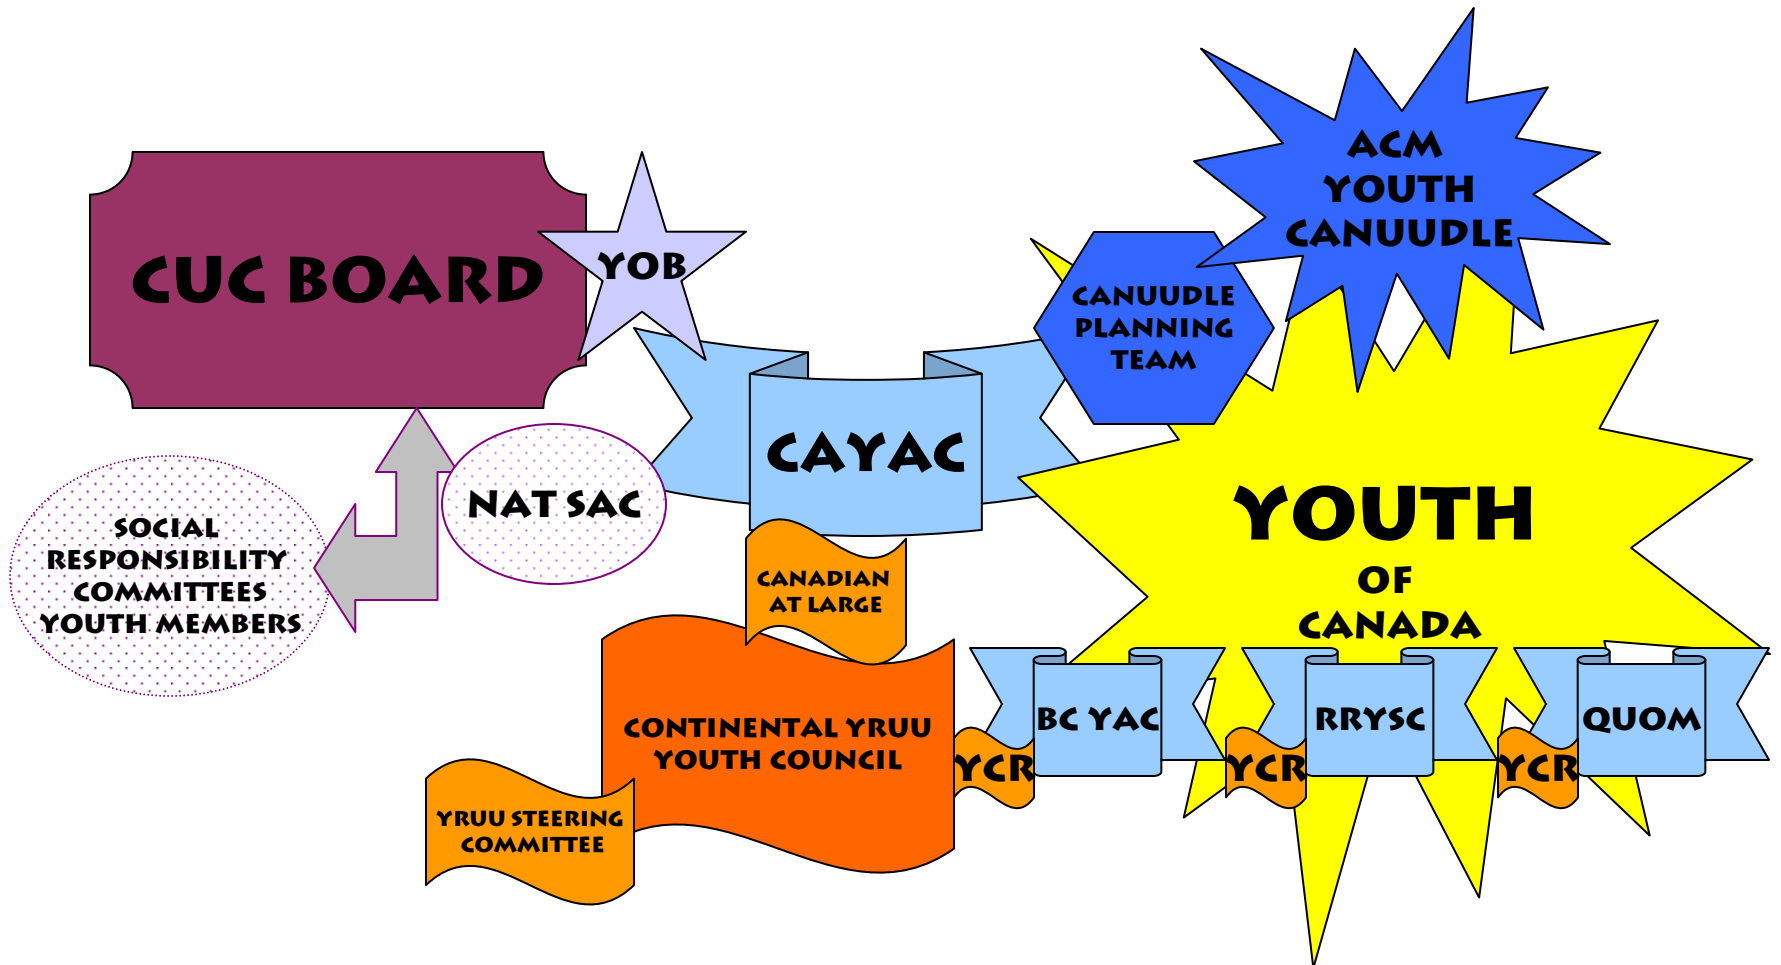 ACM
YOUTH
CANUUDLE
CUC BOARD
YOB
CANUUDLE
PLANNING
TEAM
CAYAC
NAT SAC
YOUTH
OF
CANADA
SOCIAL
RESPONSIBILITY
COMMITTEES
YOUTH MEMBERS
CANADIAN
AT LARGE
CONTINENTAL YRUU
YOUTH COUNCIL
BC YAC
RRYSC
QUOM
YCR
YCR
YCR
YRUU STEERING
COMMITTEE